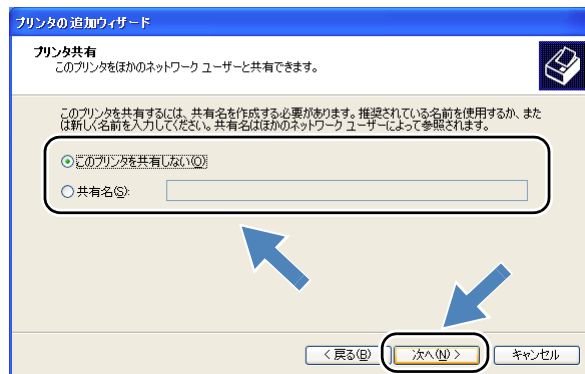 プリンタの追加ウィザード
プリンタ共有
このプリンタをほかのネットワーク ユーザーと共有できます。
このプリンタを共有するには、共有名を作成する必要があります。推奨されている名前を使用するか、また
は新しく名前を入力してください。共有名はほかのネットワーク ユーザーによって参照されます。
このプリンタを共有しない(O)
共有名(S):
< 戻る(B) 次へ(N) > キャンセル